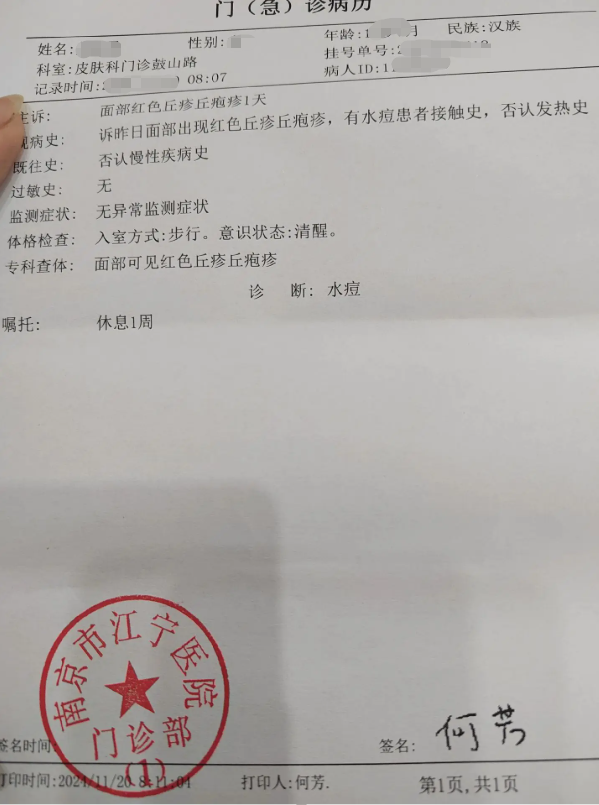 门（急）诊病历
姓名: 性别: 年龄:1 月 民族:汉族
科室:皮肤科门诊鼓山路 挂号单号:2
记录时间:2 0 08:07 病人ID:1
主诉: 面部红色丘疹丘疱疹1天
现病史: 诉昨日面部出现红色丘疹丘疱疹，有水痘患者接触史，否认发热史
既往史: 否认慢性疾病史
过敏史: 无
监测症状: 无异常监测症状
体格检查: 入室方式:步行。意识状态:清醒。
专科查体: 面部可见红色丘疹丘疱疹
诊 断: 水痘
嘱托: 休息1周
南京市江宁医院
门诊部
(1)
签名时间: 签名: 何芳
打印时间:2024/11/20 8:11:04 打印人:何芳. 第1页,共1页